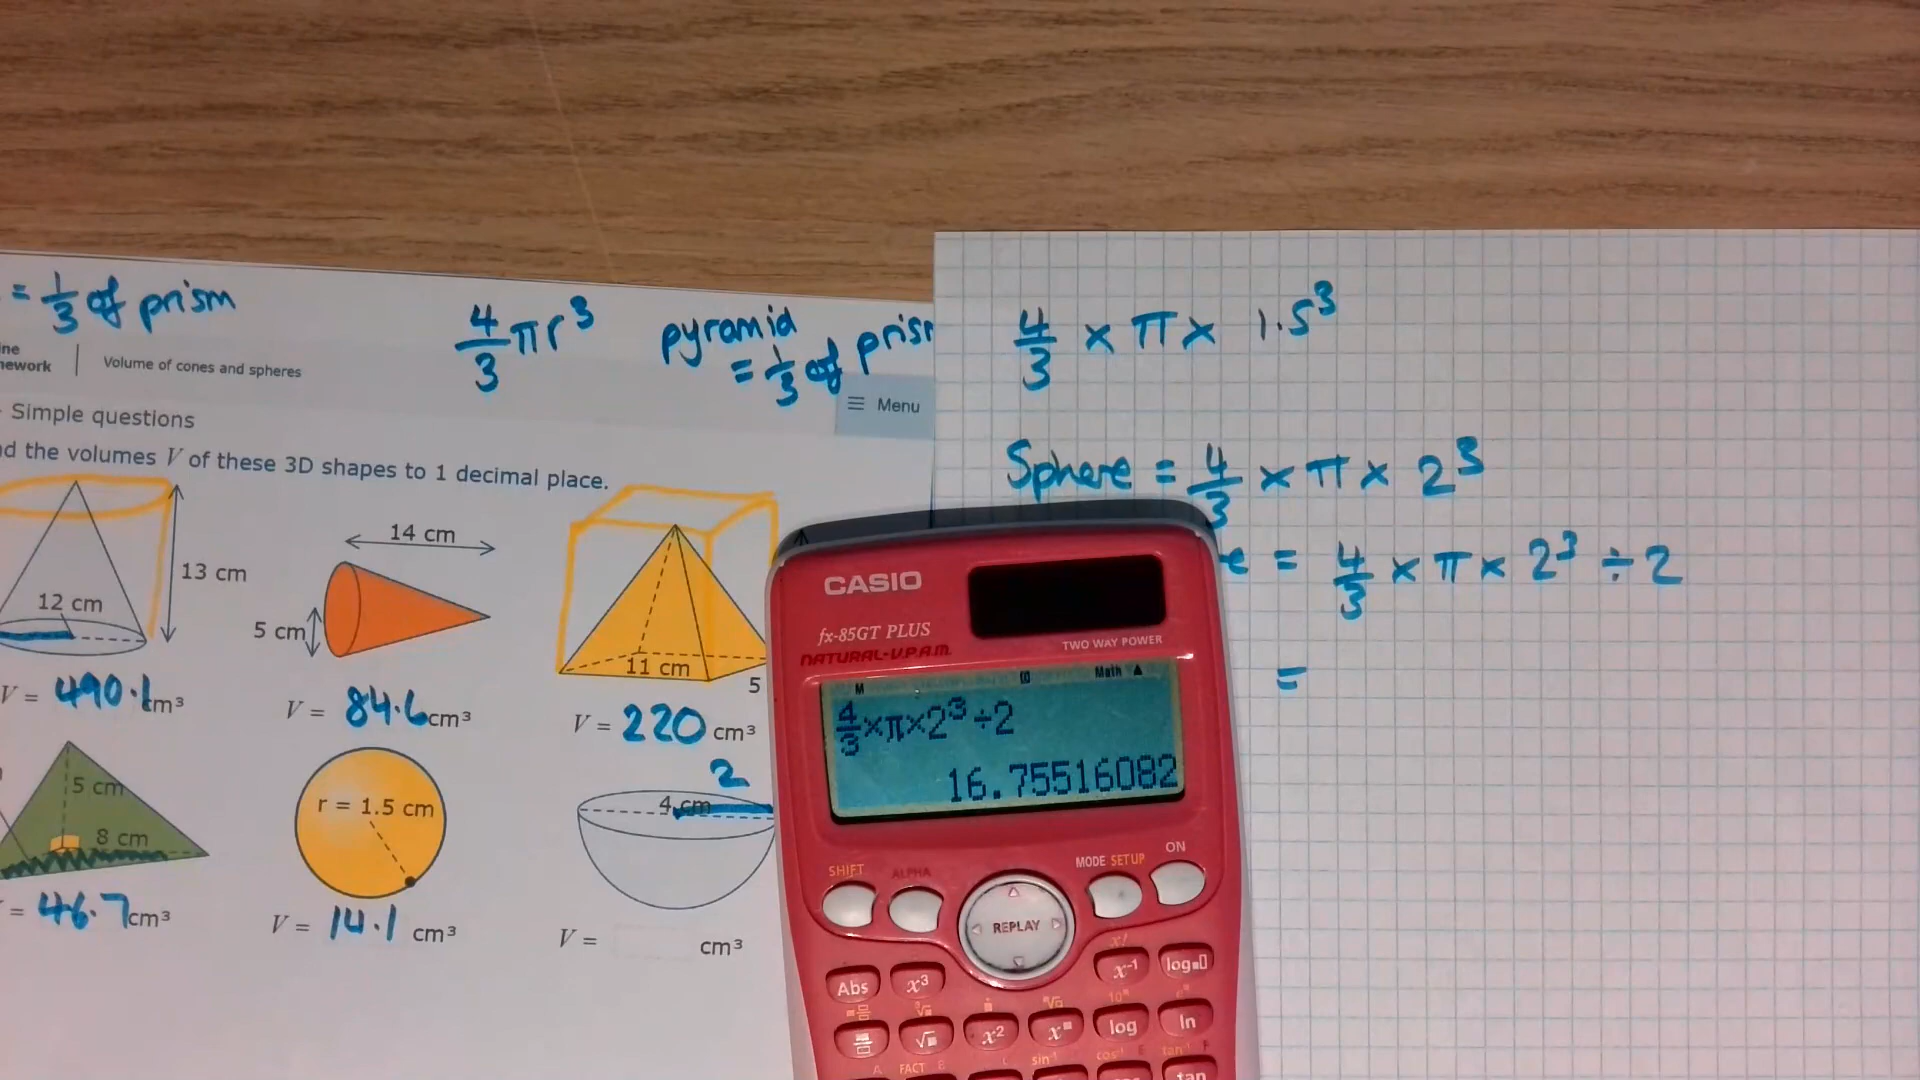 = 1/3 of prism
4/3 πr³
pyramid
= 1/3 of
Volume of cones and spheres
Menu
Simple questions
the volumes V of these 3D shapes to 1 decimal place.
13 cm
12 cm
14 cm
5 cm
11 cm
5
V = 490.1 cm³
V = 84.6 cm³
V = 220 cm³
5 cm
8 cm
r = 1.5 cm
2
4 cm
= 46.7 cm³
V = 14.1 cm³
V = cm³
4/3 × π × 1.5³
Sphere = 4/3 × π × 2³
= 4/3 × π × 2³ ÷ 2
=
CASIO
fx-85GT PLUS
NATURAL-V.P.A.M.
TWO WAY POWER
M Math ▲
4/3×π×2³÷2
16.75516082
SHIFT ALPHA MODE SETUP ON
REPLAY
Abs x³ x⁻¹ log
√ x² log ln
FACT sin⁻¹ cos⁻¹ tan⁻¹
tan